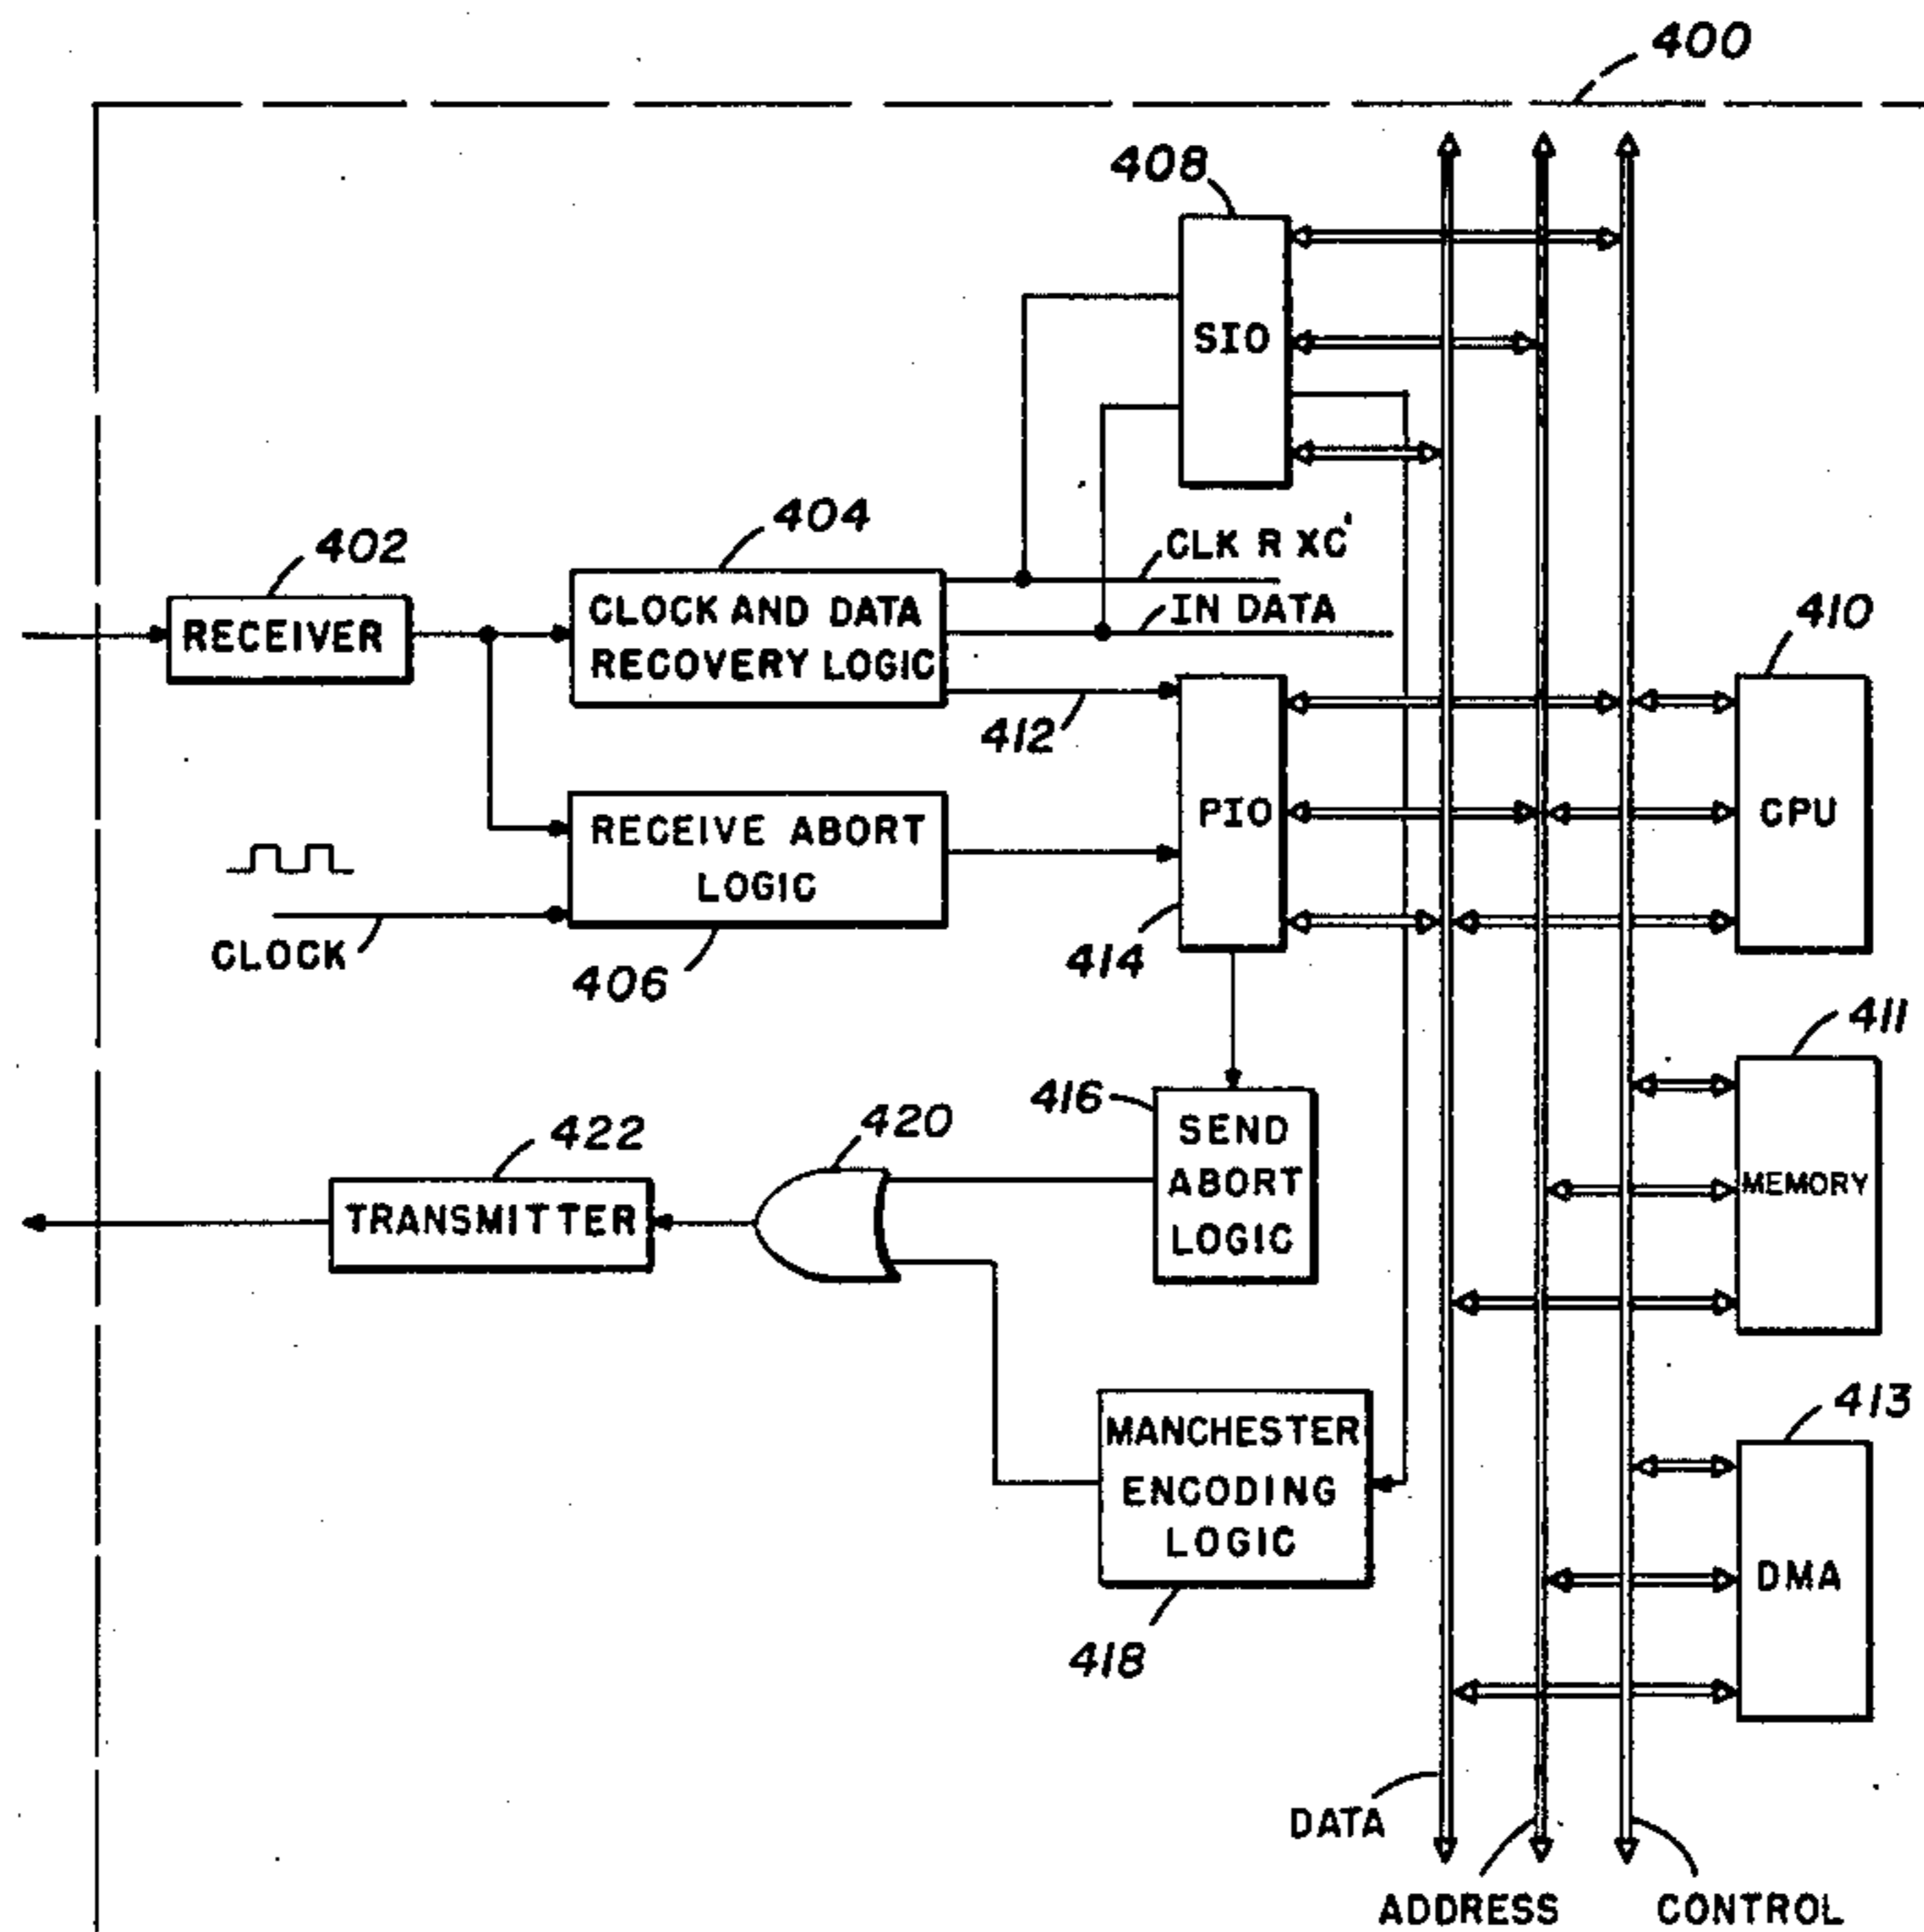 400
408
SIO
404
CLK R XC'
402
IN DATA
410
CLOCK AND DATA
RECOVERY LOGIC
RECEIVER
412
PIO
CPU
RECEIVE ABORT
LOGIC
CLOCK
406
414
411
416
SEND
ABORT
LOGIC
420
422
TRANSMITTER
MEMORY
413
MANCHESTER
ENCODING
LOGIC
DMA
418
DATA
ADDRESS
CONTROL